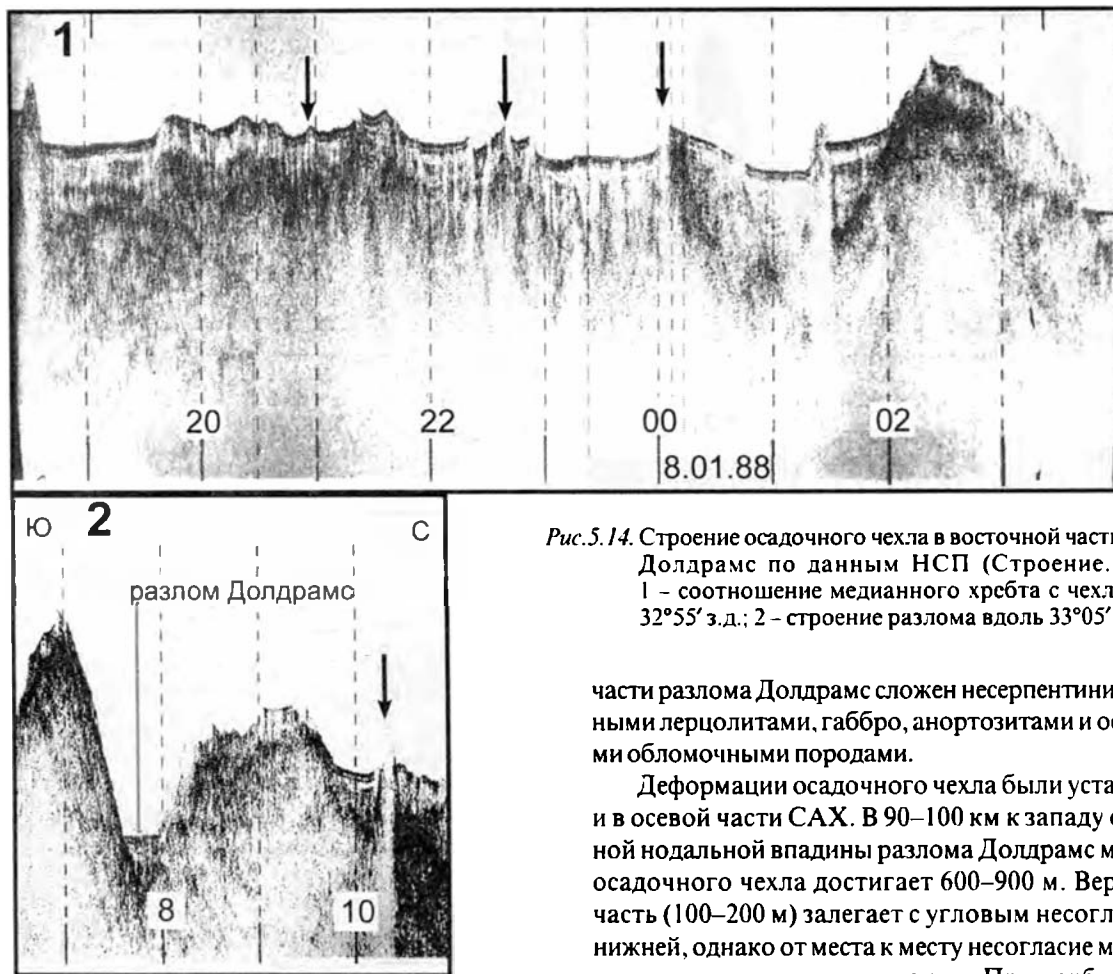 1
20 22 00 02
8.01.88
Ю 2 С
разлом Долдрамс
8 10
Рис.5.14. Строение осадочного чехла в восточной част
Долдрамс по данным НСП (Строение.
1 – соотношение медианного хребта с чехл
32°55′ з.д.; 2 – строение разлома вдоль 33°05′
части разлома Долдрамс сложен несерпентини
ными лерцолитами, габбро, анортозитами и ос
ми обломочными породами.
Деформации осадочного чехла были уста
и в осевой части САХ. В 90–100 км к западу
ной нодальной впадины разлома Долдрамс м
осадочного чехла достигает 600–900 м. Вер
часть (100–200 м) залегает с угловым несогл
нижней, однако от места к месту несогласие м